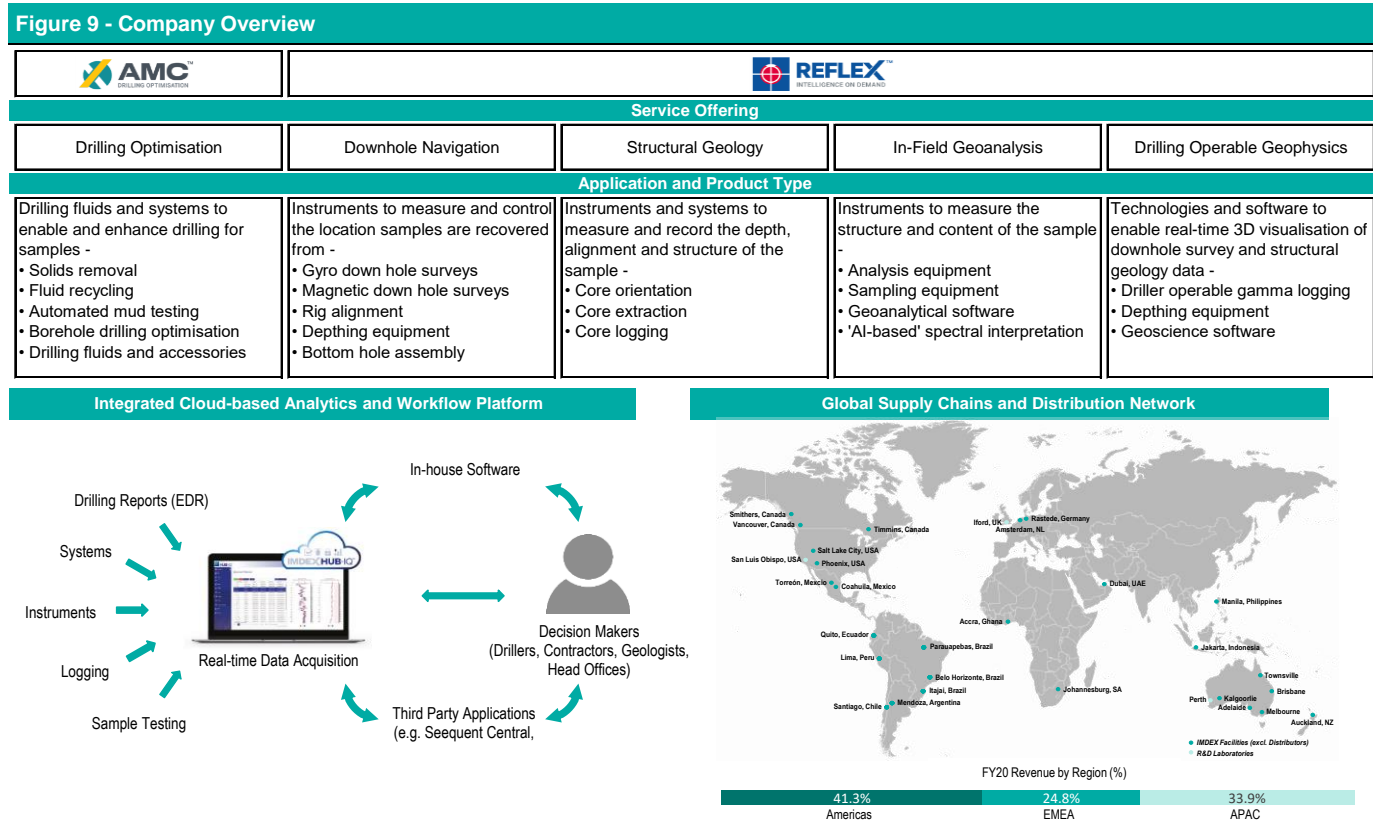 Figure 9 - Company Overview
AMC™
DRILLING OPTIMISATION
REFLEX™
INTELLIGENCE ON DEMAND
Service Offering
Drilling Optimisation
Downhole Navigation
Structural Geology
In-Field Geoanalysis
Drilling Operable Geophysics
Application and Product Type
Drilling fluids and systems to
enable and enhance drilling for
samples -
• Solids removal
• Fluid recycling
• Automated mud testing
• Borehole drilling optimisation
• Drilling fluids and accessories
Instruments to measure and control
the location samples are recovered
from -
• Gyro down hole surveys
• Magnetic down hole surveys
• Rig alignment
• Depthing equipment
• Bottom hole assembly
Instruments and systems to
measure and record the depth,
alignment and structure of the
sample -
• Core orientation
• Core extraction
• Core logging
Instruments to measure the
structure and content of the sample
-
• Analysis equipment
• Sampling equipment
• Geoanalytical software
• 'AI-based' spectral interpretation
Technologies and software to
enable real-time 3D visualisation of
downhole survey and structural
geology data -
• Driller operable gamma logging
• Depthing equipment
• Geoscience software
Integrated Cloud-based Analytics and Workflow Platform
In-house Software
Drilling Reports (EDR)
Systems
Instruments
Logging
Sample Testing
IMDEXHUB-IQ
Real-time Data Acquisition
Decision Makers
(Drillers, Contractors, Geologists,
Head Offices)
Third Party Applications
(e.g. Seequent Central,
Global Supply Chains and Distribution Network
Smithers, Canada
Vancouver, Canada
Timmins, Canada
Salt Lake City, USA
San Luis Obispo, USA
Phoenix, USA
Torreón, Mexcio
Coahuila, Mexico
Quito, Ecuador
Parauapebas, Brazil
Lima, Peru
Belo Horizonte, Brazil
Itajai, Brazil
Santiago, Chile
Mendoza, Argentina
Iford, UK
Rastede, Germany
Amsterdam, NL
Dubai, UAE
Accra, Ghana
Johannesburg, SA
Manila, Philippines
Jakarta, Indonesia
Townsville
Brisbane
Perth
Kalgoorlie
Adelaide
Melbourne
Auckland, NZ
IMDEX Facilities (excl. Distributors)
R&D Laboratories
FY20 Revenue by Region (%)
41.3%
24.8%
33.9%
Americas
EMEA
APAC